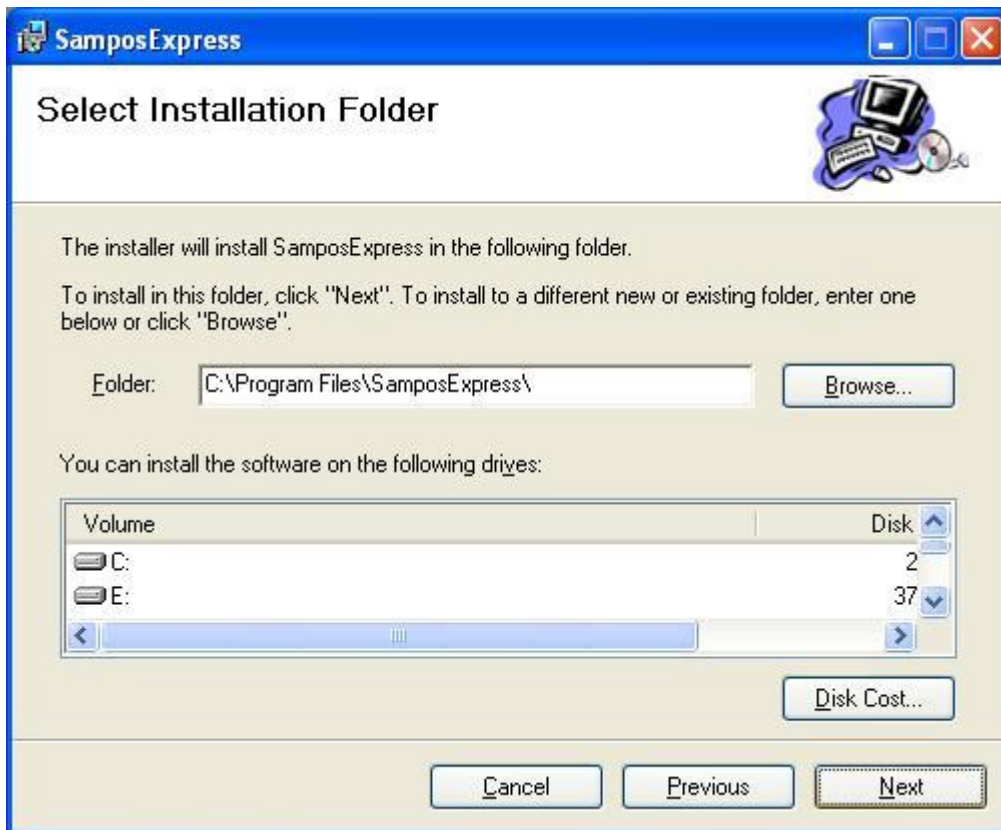 SamposExpress
Select Installation Folder
The installer will install SamposExpress in the following folder.
To install in this folder, click "Next". To install to a different new or existing folder, enter one
below or click "Browse".
Folder: C:\Program Files\SamposExpress\ Browse...
You can install the software on the following drives:
Volume Disk
C: 2
E: 37
Disk Cost...
Cancel Previous Next